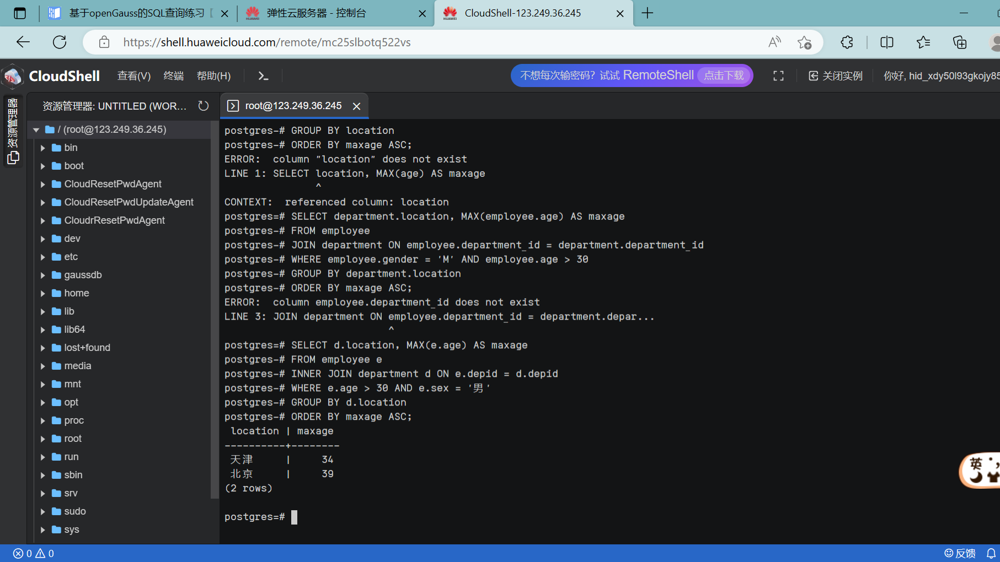 基于openGauss的SQL查询练习
弹性云服务器 - 控制台
CloudShell-123.249.36.245
https://shell.huaweicloud.com/remote/mc25slbotq522vs
CloudShell
查看(V)
终端
帮助(H)
不想每次输密码？试试 RemoteShell 点击下载
关闭实例
你好, hid_xdy50l93gkojy85
资源管理器
资源管理器: UNTITLED (WOR...
/ (root@123.249.36.245)
bin
boot
CloudResetPwdAgent
CloudResetPwdUpdateAgent
CloudrResetPwdAgent
dev
etc
gaussdb
home
lib
lib64
lost+found
media
mnt
opt
proc
root
run
sbin
srv
sudo
sys
root@123.249.36.245
postgres-# GROUP BY location
postgres-# ORDER BY maxage ASC;
ERROR:  column "location" does not exist
LINE 1: SELECT location, MAX(age) AS maxage
^
CONTEXT:  referenced column: location
postgres=# SELECT department.location, MAX(employee.age) AS maxage
postgres-# FROM employee
postgres-# JOIN department ON employee.department_id = department.department_id
postgres-# WHERE employee.gender = 'M' AND employee.age > 30
postgres-# GROUP BY department.location
postgres-# ORDER BY maxage ASC;
ERROR:  column employee.department_id does not exist
LINE 3: JOIN department ON employee.department_id = department.depar...
^
postgres=# SELECT d.location, MAX(e.age) AS maxage
postgres-# FROM employee e
postgres-# INNER JOIN department d ON e.depid = d.depid
postgres-# WHERE e.age > 30 AND e.sex = '男'
postgres-# GROUP BY d.location
postgres-# ORDER BY maxage ASC;
location | maxage
----------+--------
天津 | 34
北京 | 39
(2 rows)
postgres=#
英
0 0
反馈